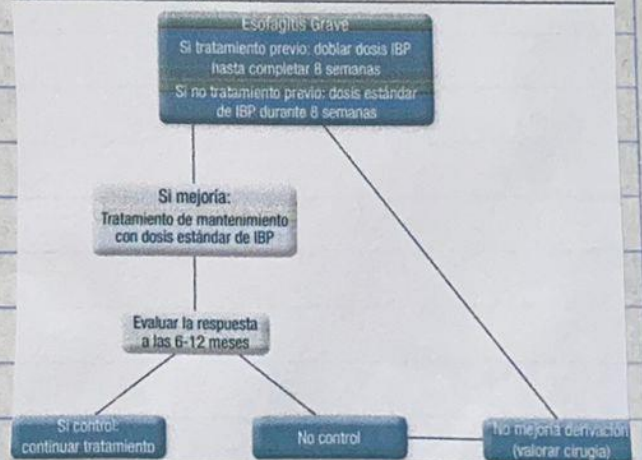 Esofagitis Grave
Si tratamiento previo: doblar dosis IBP
hasta completar 8 semanas
Si no tratamiento previo: dosis estándar
de IBP durante 8 semanas
Si mejoría:
Tratamiento de mantenimiento
con dosis estándar de IBP
Evaluar la respuesta
a las 6-12 meses
Si control:
continuar tratamiento
No control
No mejoría derivación
(valorar cirugía)